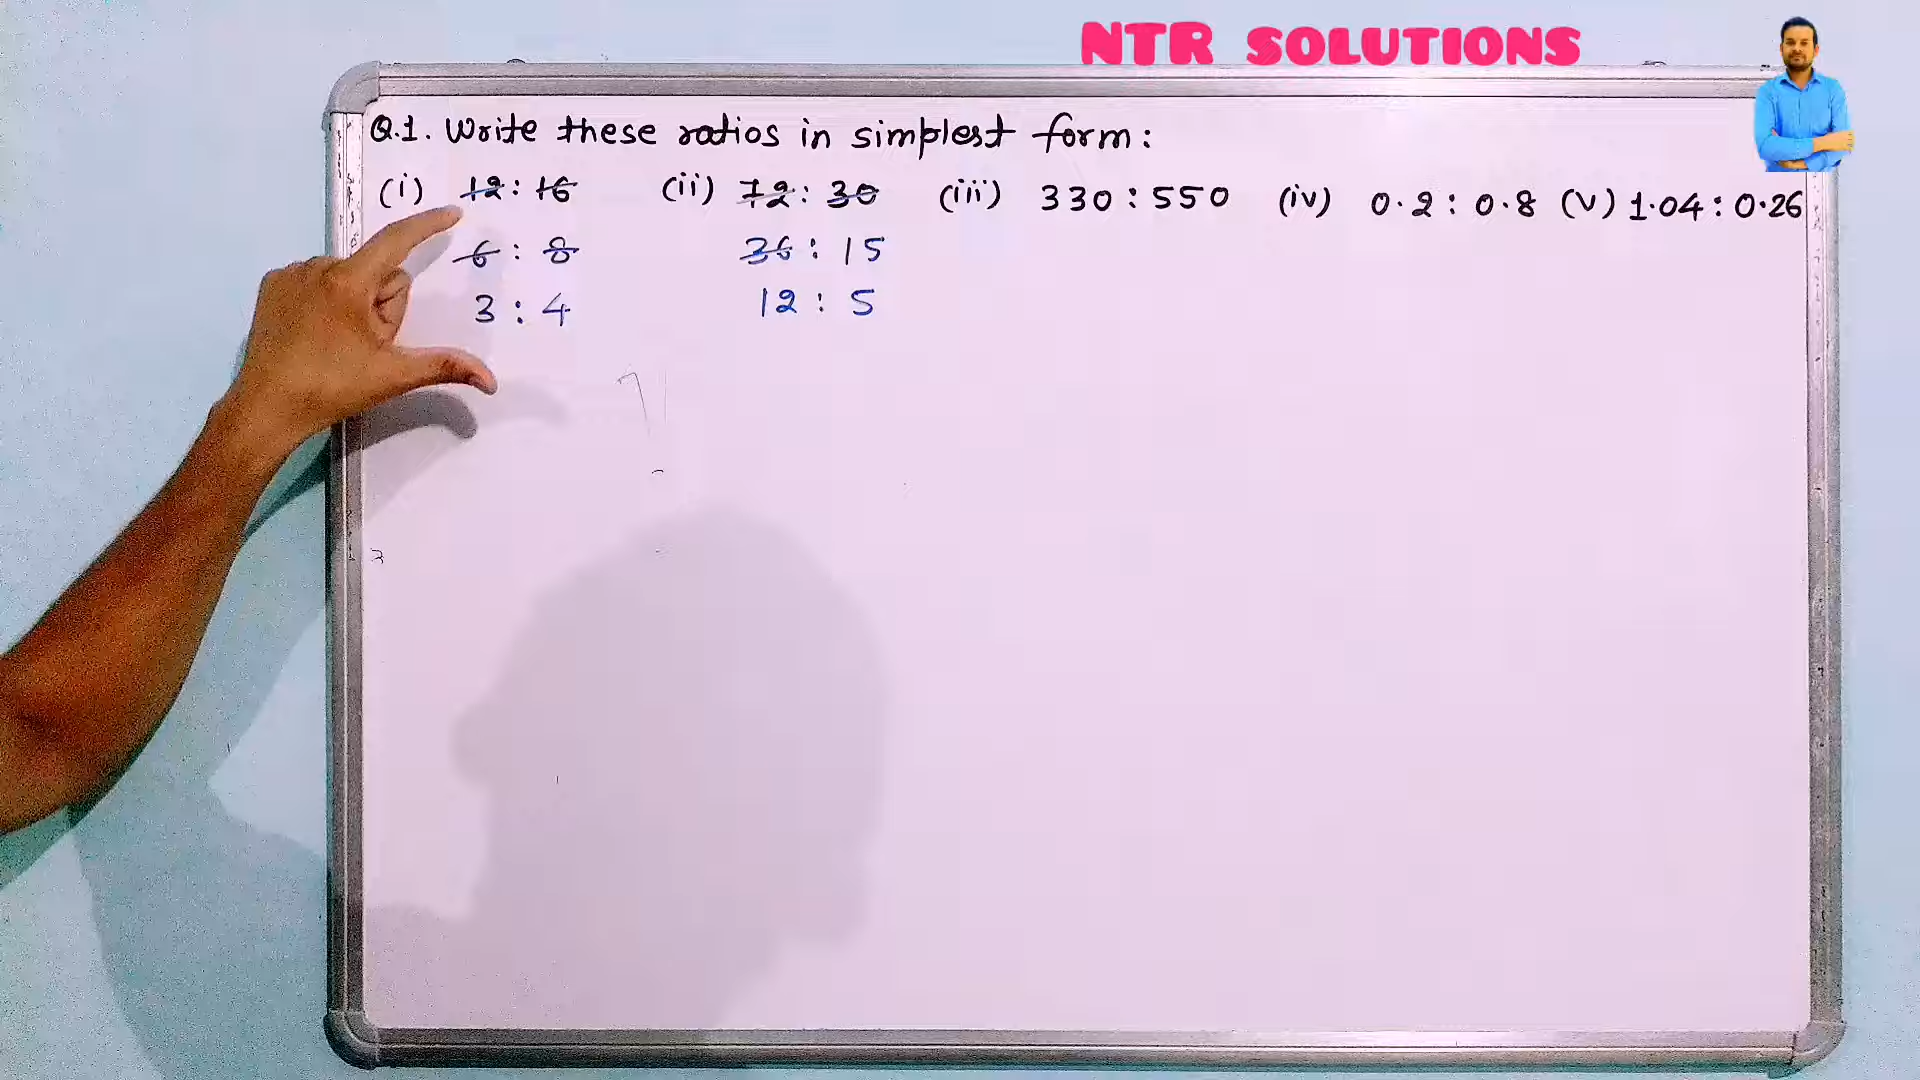 NTR SOLUTIONS
Q.1. Write these ratios in simplest form:
(i) 12:16 (ii) 72:30 (iii) 330:550 (iv) 0.2:0.8 (v) 1.04:0.26
6:8 36:15
3:4 12:5